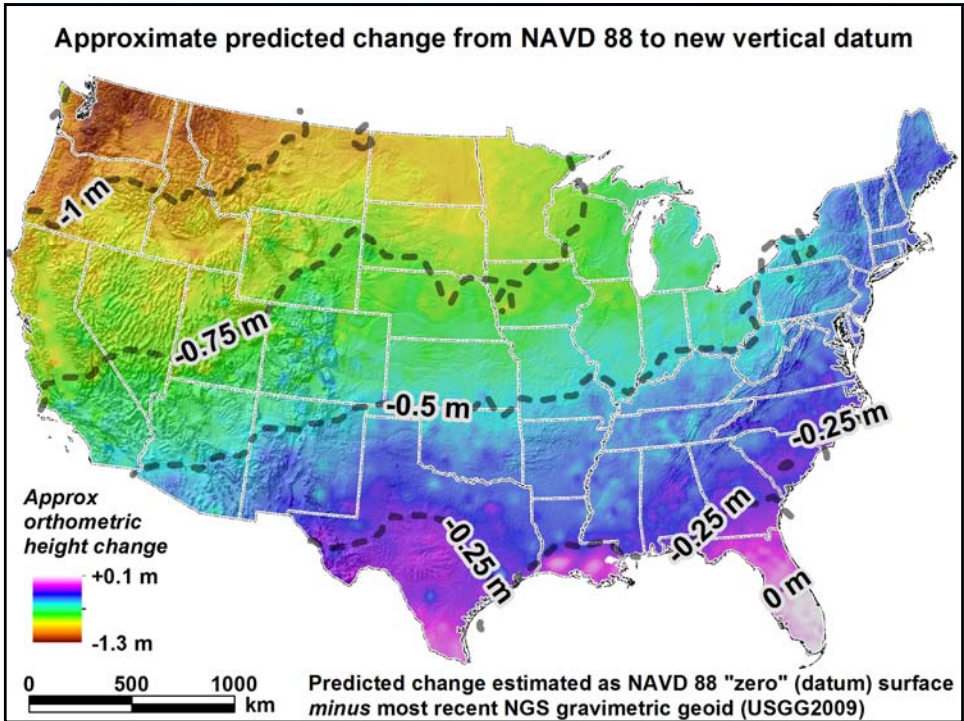 Approximate predicted change from NAVD 88 to new vertical datum
-1 m
-0.75 m
-0.5 m
-0.25 m
-0.25 m
-0.25 m
0 m
Approx
orthometric
height change
+0.1 m
-1.3 m
0 500 1000
km
Predicted change estimated as NAVD 88 "zero" (datum) surface
minus most recent NGS gravimetric geoid (USGG2009)